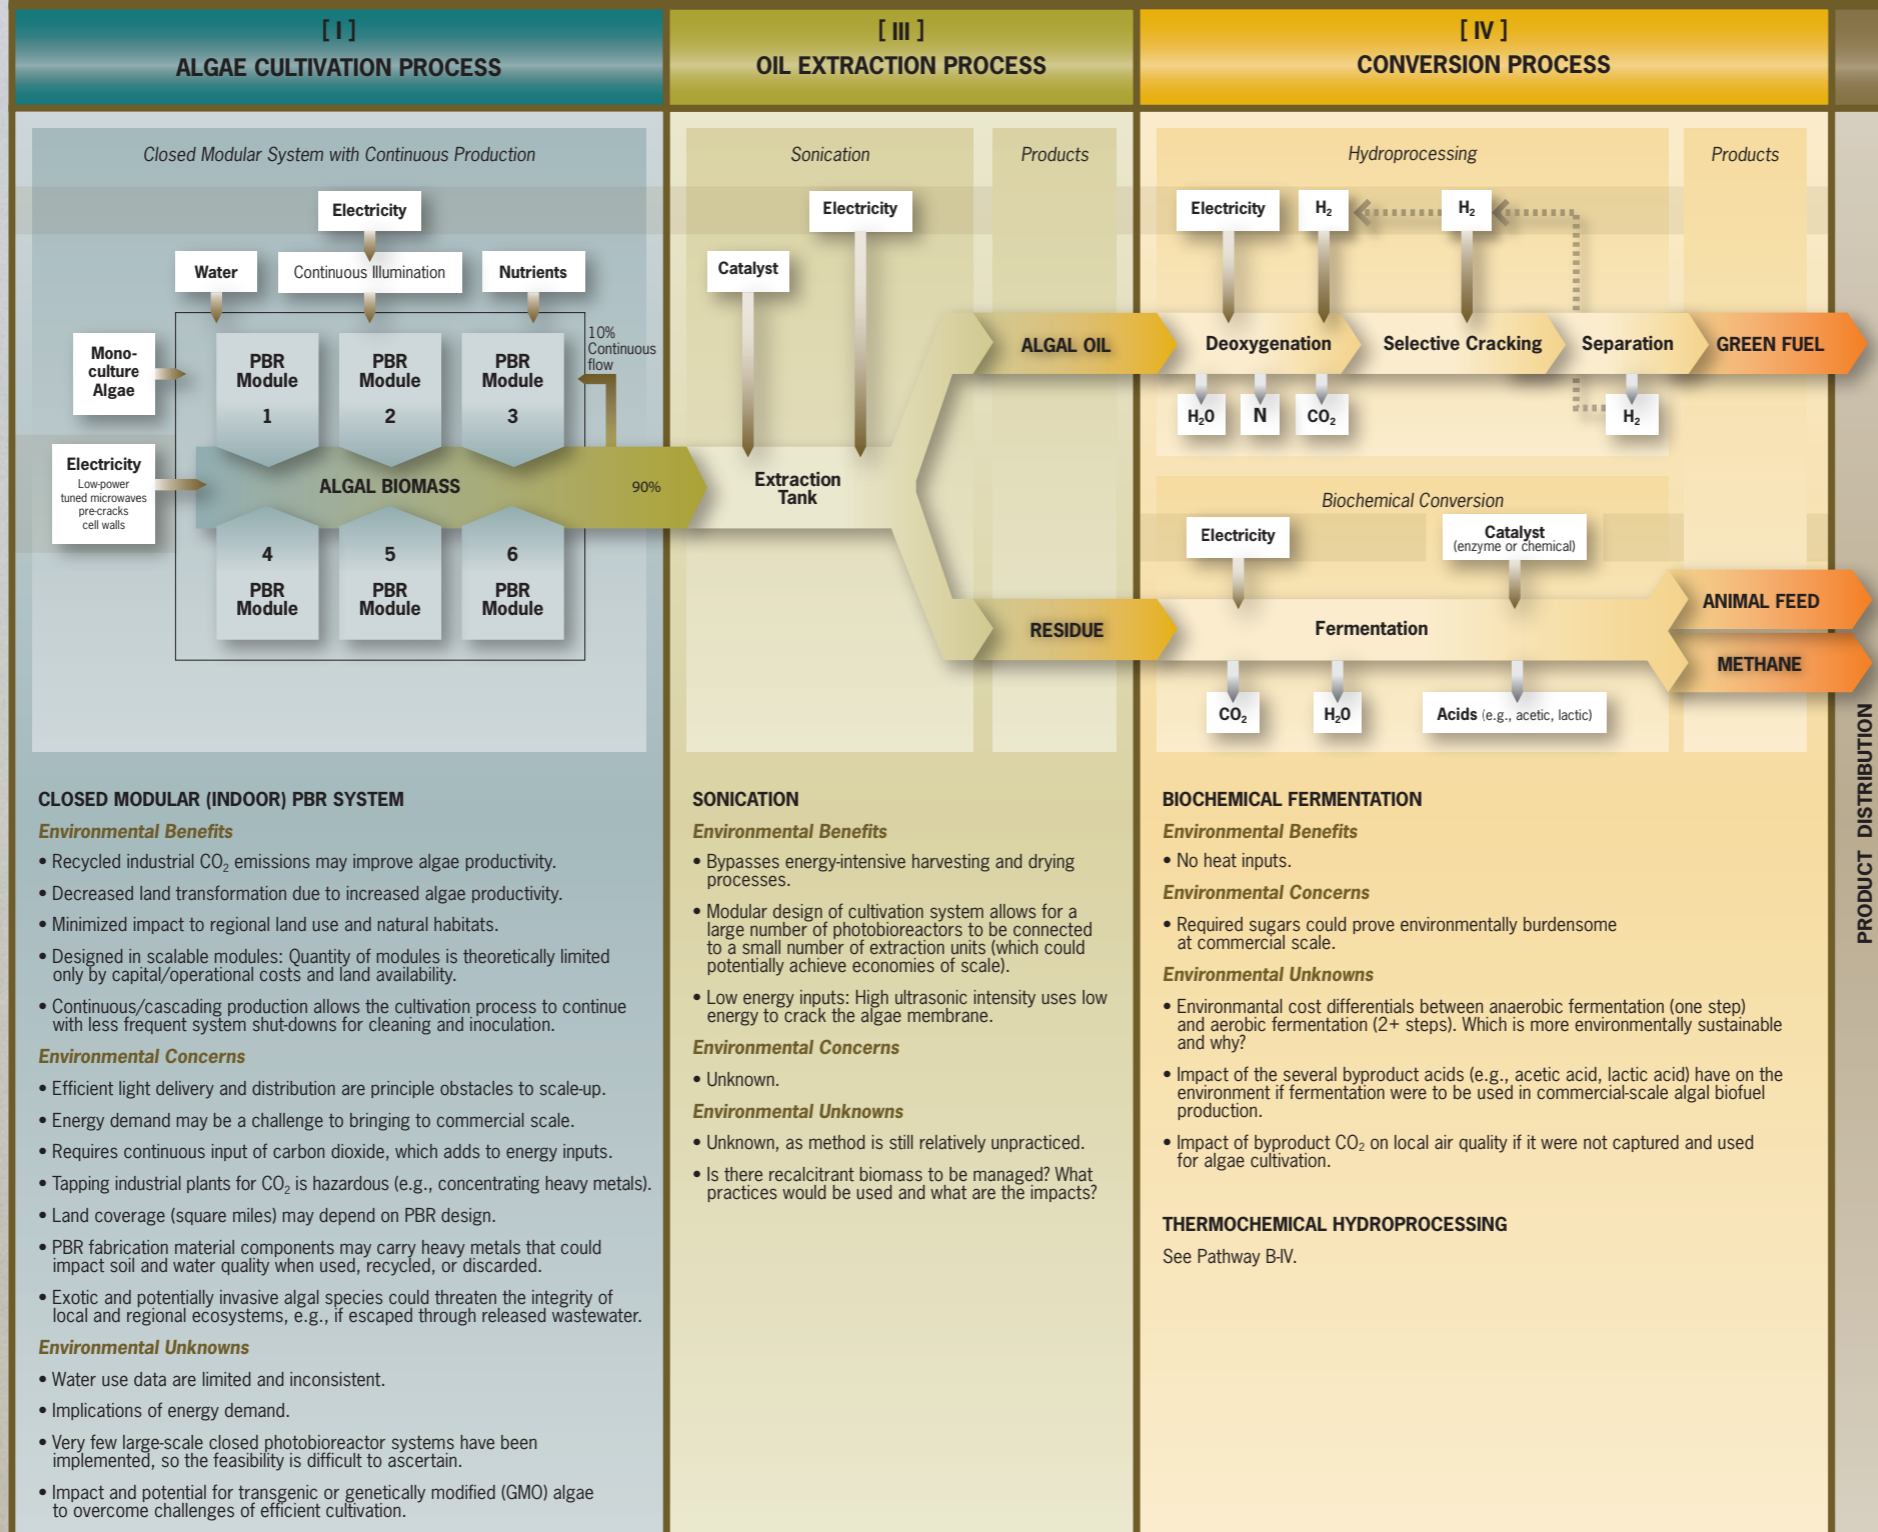 [ I ]
ALGAE CULTIVATION PROCESS
[ III ]
OIL EXTRACTION PROCESS
[ IV ]
CONVERSION PROCESS
Closed Modular System with Continuous Production
Electricity
Water
Continuous Illumination
Nutrients
Mono-
culture
Algae
PBR
Module
1
PBR
Module
2
PBR
Module
3
10%
Continuous
flow
Electricity
Low-power
tuned microwaves
pre-cracks
cell walls
ALGAL BIOMASS
90%
4
PBR
Module
5
PBR
Module
6
PBR
Module
Sonication
Products
Electricity
Catalyst
Extraction
Tank
ALGAL OIL
RESIDUE
Hydroprocessing
Products
Electricity
H₂
H₂
Deoxygenation
Selective Cracking
Separation
GREEN FUEL
H₂O
N
CO₂
H₂
Biochemical Conversion
Electricity
Catalyst
(enzyme or chemical)
Fermentation
ANIMAL FEED
METHANE
CO₂
H₂O
Acids (e.g., acetic, lactic)
PRODUCT DISTRIBUTION
CLOSED MODULAR (INDOOR) PBR SYSTEM
Environmental Benefits
• Recycled industrial CO₂ emissions may improve algae productivity.
• Decreased land transformation due to increased algae productivity.
• Minimized impact to regional land use and natural habitats.
• Designed in scalable modules: Quantity of modules is theoretically limited
only by capital/operational costs and land availability.
• Continuous/cascading production allows the cultivation process to continue
with less frequent system shut-downs for cleaning and inoculation.
Environmental Concerns
• Efficient light delivery and distribution are principle obstacles to scale-up.
• Energy demand may be a challenge to bringing to commercial scale.
• Requires continuous input of carbon dioxide, which adds to energy inputs.
• Tapping industrial plants for CO₂ is hazardous (e.g., concentrating heavy metals).
• Land coverage (square miles) may depend on PBR design.
• PBR fabrication material components may carry heavy metals that could
impact soil and water quality when used, recycled, or discarded.
• Exotic and potentially invasive algal species could threaten the integrity of
local and regional ecosystems, e.g., if escaped through released wastewater.
Environmental Unknowns
• Water use data are limited and inconsistent.
• Implications of energy demand.
• Very few large-scale closed photobioreactor systems have been
implemented, so the feasibility is difficult to ascertain.
• Impact and potential for transgenic or genetically modified (GMO) algae
to overcome challenges of efficient cultivation.
SONICATION
Environmental Benefits
• Bypasses energy-intensive harvesting and drying
processes.
• Modular design of cultivation system allows for a
large number of photobioreactors to be connected
to a small number of extraction units (which could
potentially achieve economies of scale).
• Low energy inputs: High ultrasonic intensity uses low
energy to crack the algae membrane.
Environmental Concerns
• Unknown.
Environmental Unknowns
• Unknown, as method is still relatively unpracticed.
• Is there recalcitrant biomass to be managed? What
practices would be used and what are the impacts?
BIOCHEMICAL FERMENTATION
Environmental Benefits
• No heat inputs.
Environmental Concerns
• Required sugars could prove environmentally burdensome
at commercial scale.
Environmental Unknowns
• Environmantal cost differentials between anaerobic fermentation (one step)
and aerobic fermentation (2+ steps). Which is more environmentally sustainable
and why?
• Impact of the several byproduct acids (e.g., acetic acid, lactic acid) have on the
environment if fermentation were to be used in commercial-scale algal biofuel
production.
• Impact of byproduct CO₂ on local air quality if it were not captured and used
for algae cultivation.
THERMOCHEMICAL HYDROPROCESSING
See Pathway B-IV.